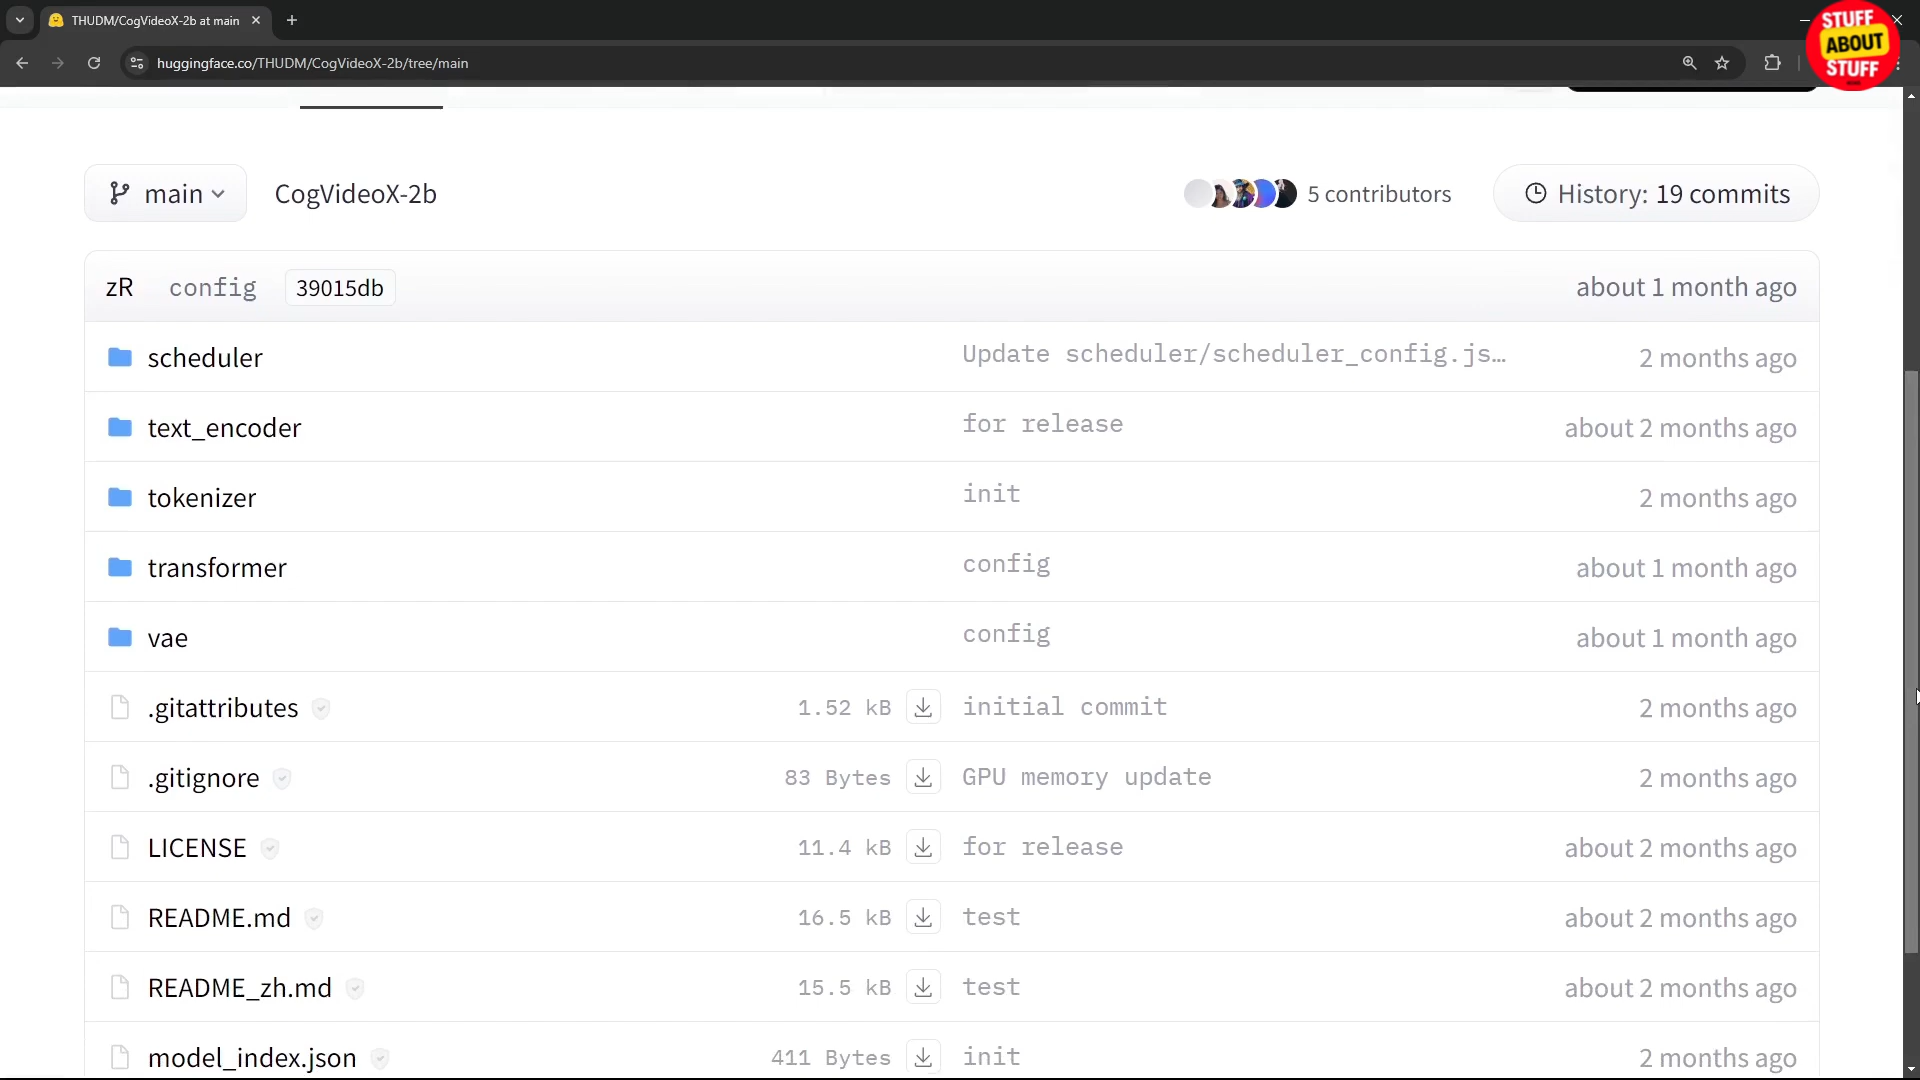 THUDM/CogVideoX-2b at main
huggingface.co/THUDM/CogVideoX-2b/tree/main
STUFF
ABOUT
STUFF
main CogVideoX-2b 5 contributors History: 19 commits
zR config 39015db about 1 month ago
scheduler Update scheduler/scheduler_config.js… 2 months ago
text_encoder for release about 2 months ago
tokenizer init 2 months ago
transformer config about 1 month ago
vae config about 1 month ago
.gitattributes 1.52 kB initial commit 2 months ago
.gitignore 83 Bytes GPU memory update 2 months ago
LICENSE 11.4 kB for release about 2 months ago
README.md 16.5 kB test about 2 months ago
README_zh.md 15.5 kB test about 2 months ago
model_index.json 411 Bytes init 2 months ago